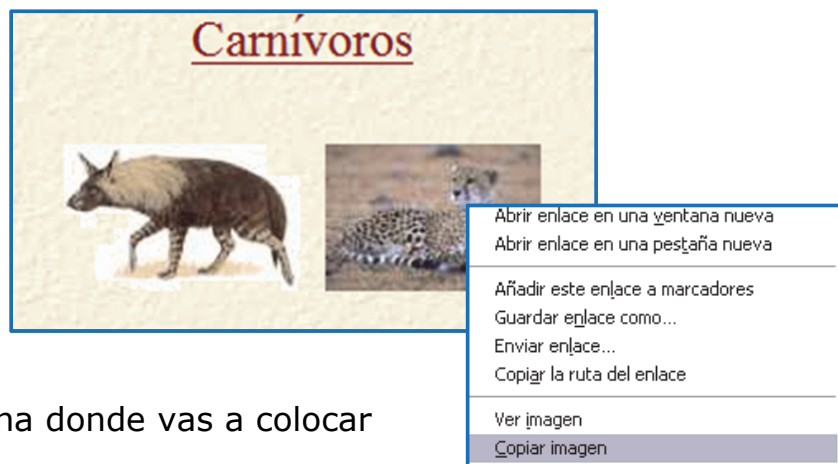 Carnívoros
Abrir enlace en una ventana nueva
Abrir enlace en una pestaña nueva
Añadir este enlace a marcadores
Guardar enlace como...
Enviar enlace...
Copiar la ruta del enlace
Ver imagen
Copiar imagen
donde vas a colocar